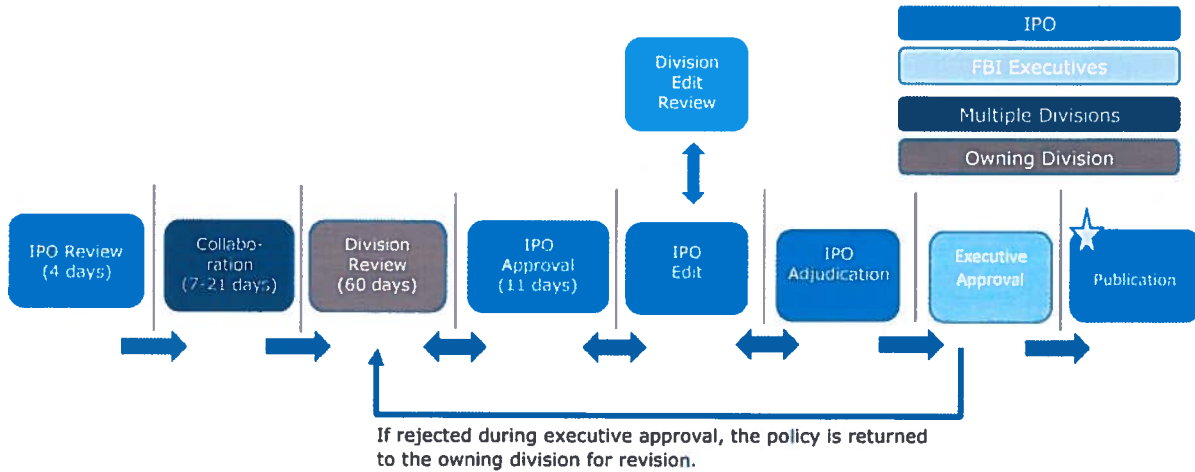 IPO
FBI Executives
Multiple Divisions
Owning Division
Division
Edit
Review
IPO Review
(4 days)
Collabo-
ration
(7-21 days)
Division
Review
(60 days)
IPO
Approval
(11 days)
IPO
Edit
IPO
Adjudication
Executive
Approval
Publication
If rejected during executive approval, the policy is returned
to the owning division for revision.